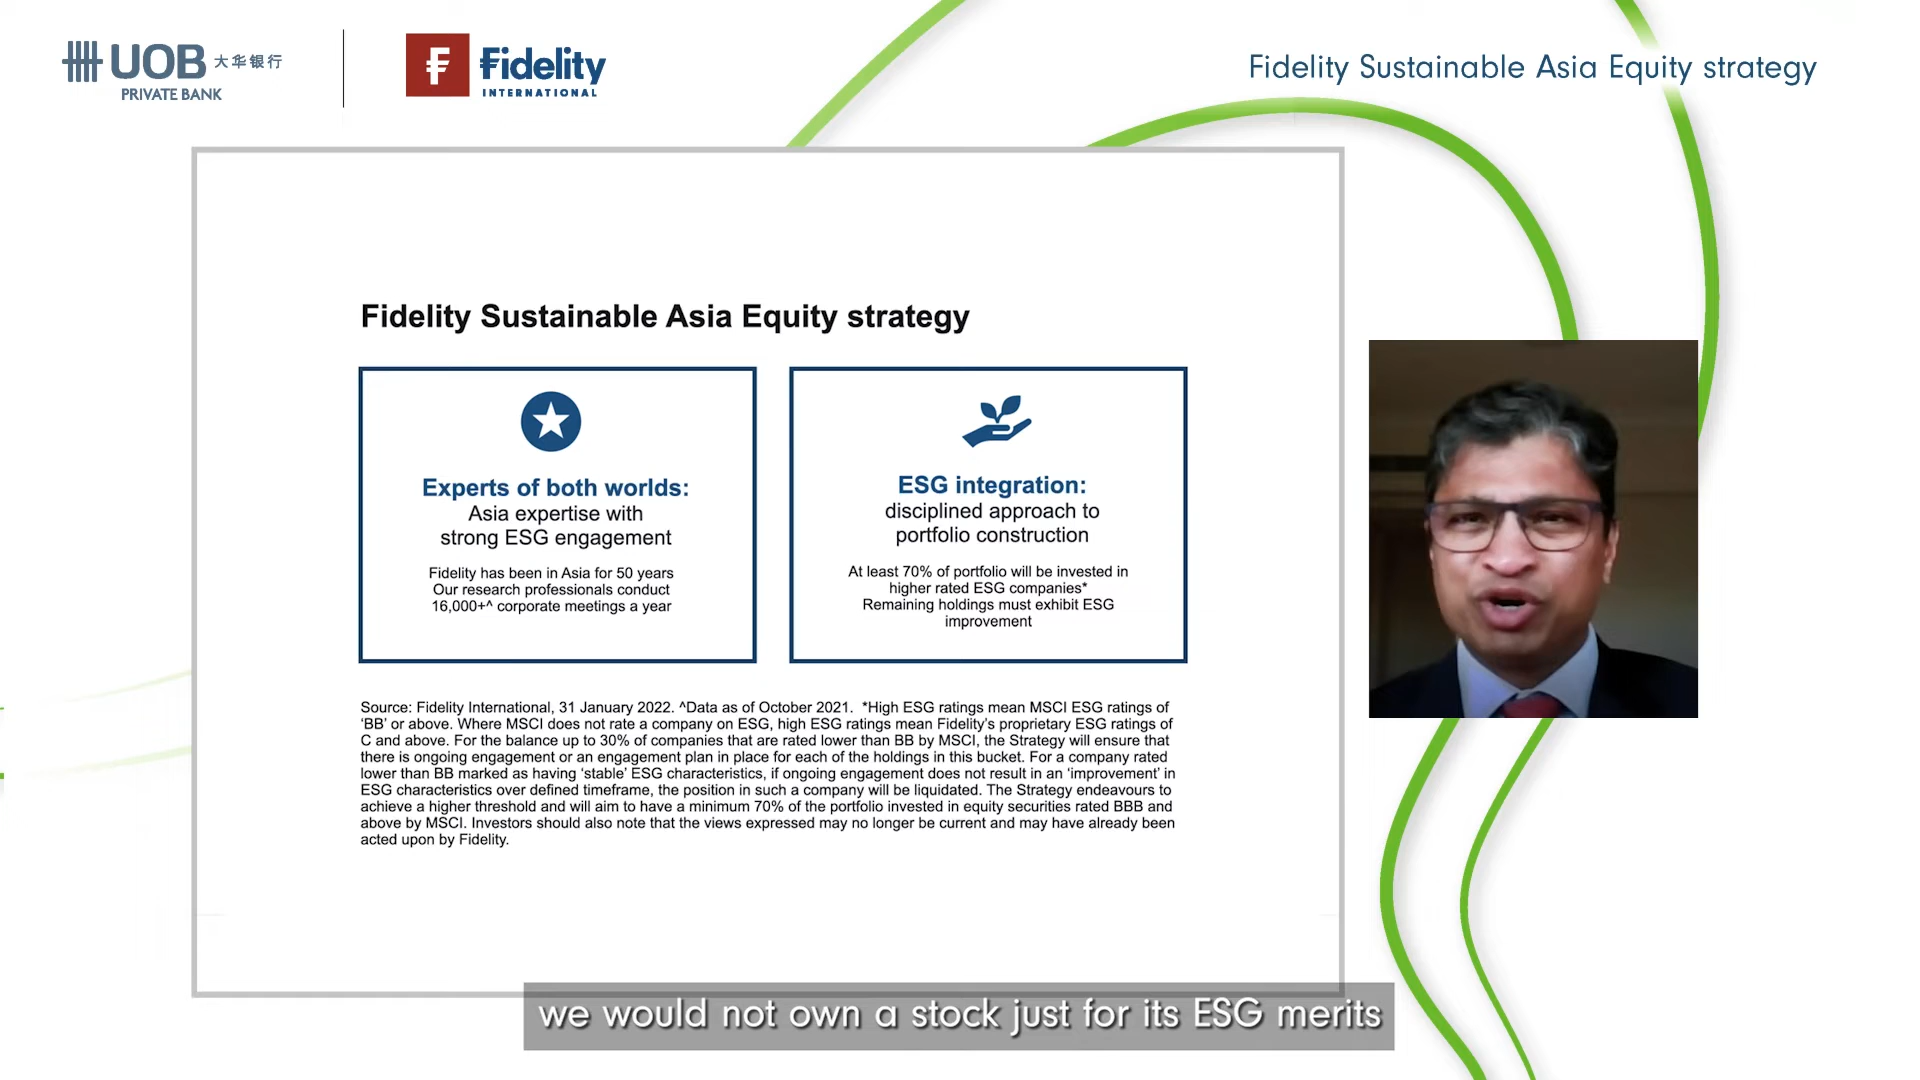 UOB 大华银行
PRIVATE BANK
F
Fidelity
INTERNATIONAL
Fidelity Sustainable Asia Equity strategy
Fidelity Sustainable Asia Equity strategy
Experts of both worlds:
Asia expertise with
strong ESG engagement
Fidelity has been in Asia for 50 years
Our research professionals conduct
16,000+^ corporate meetings a year
ESG integration:
disciplined approach to
portfolio construction
At least 70% of portfolio will be invested in
higher rated ESG companies*
Remaining holdings must exhibit ESG
improvement
Source: Fidelity International, 31 January 2022. ^Data as of October 2021.  *High ESG ratings mean MSCI ESG ratings of
‘BB’ or above. Where MSCI does not rate a company on ESG, high ESG ratings mean Fidelity’s proprietary ESG ratings of
C and above. For the balance up to 30% of companies that are rated lower than BB by MSCI, the Strategy will ensure that
there is ongoing engagement or an engagement plan in place for each of the holdings in this bucket. For a company rated
lower than BB marked as having ‘stable’ ESG characteristics, if ongoing engagement does not result in an ‘improvement’ in
ESG characteristics over defined timeframe, the position in such a company will be liquidated. The Strategy endeavours to
achieve a higher threshold and will aim to have a minimum 70% of the portfolio invested in equity securities rated BBB and
above by MSCI. Investors should also note that the views expressed may no longer be current and may have already been
acted upon by Fidelity.
we would not own a stock just for its ESG merits